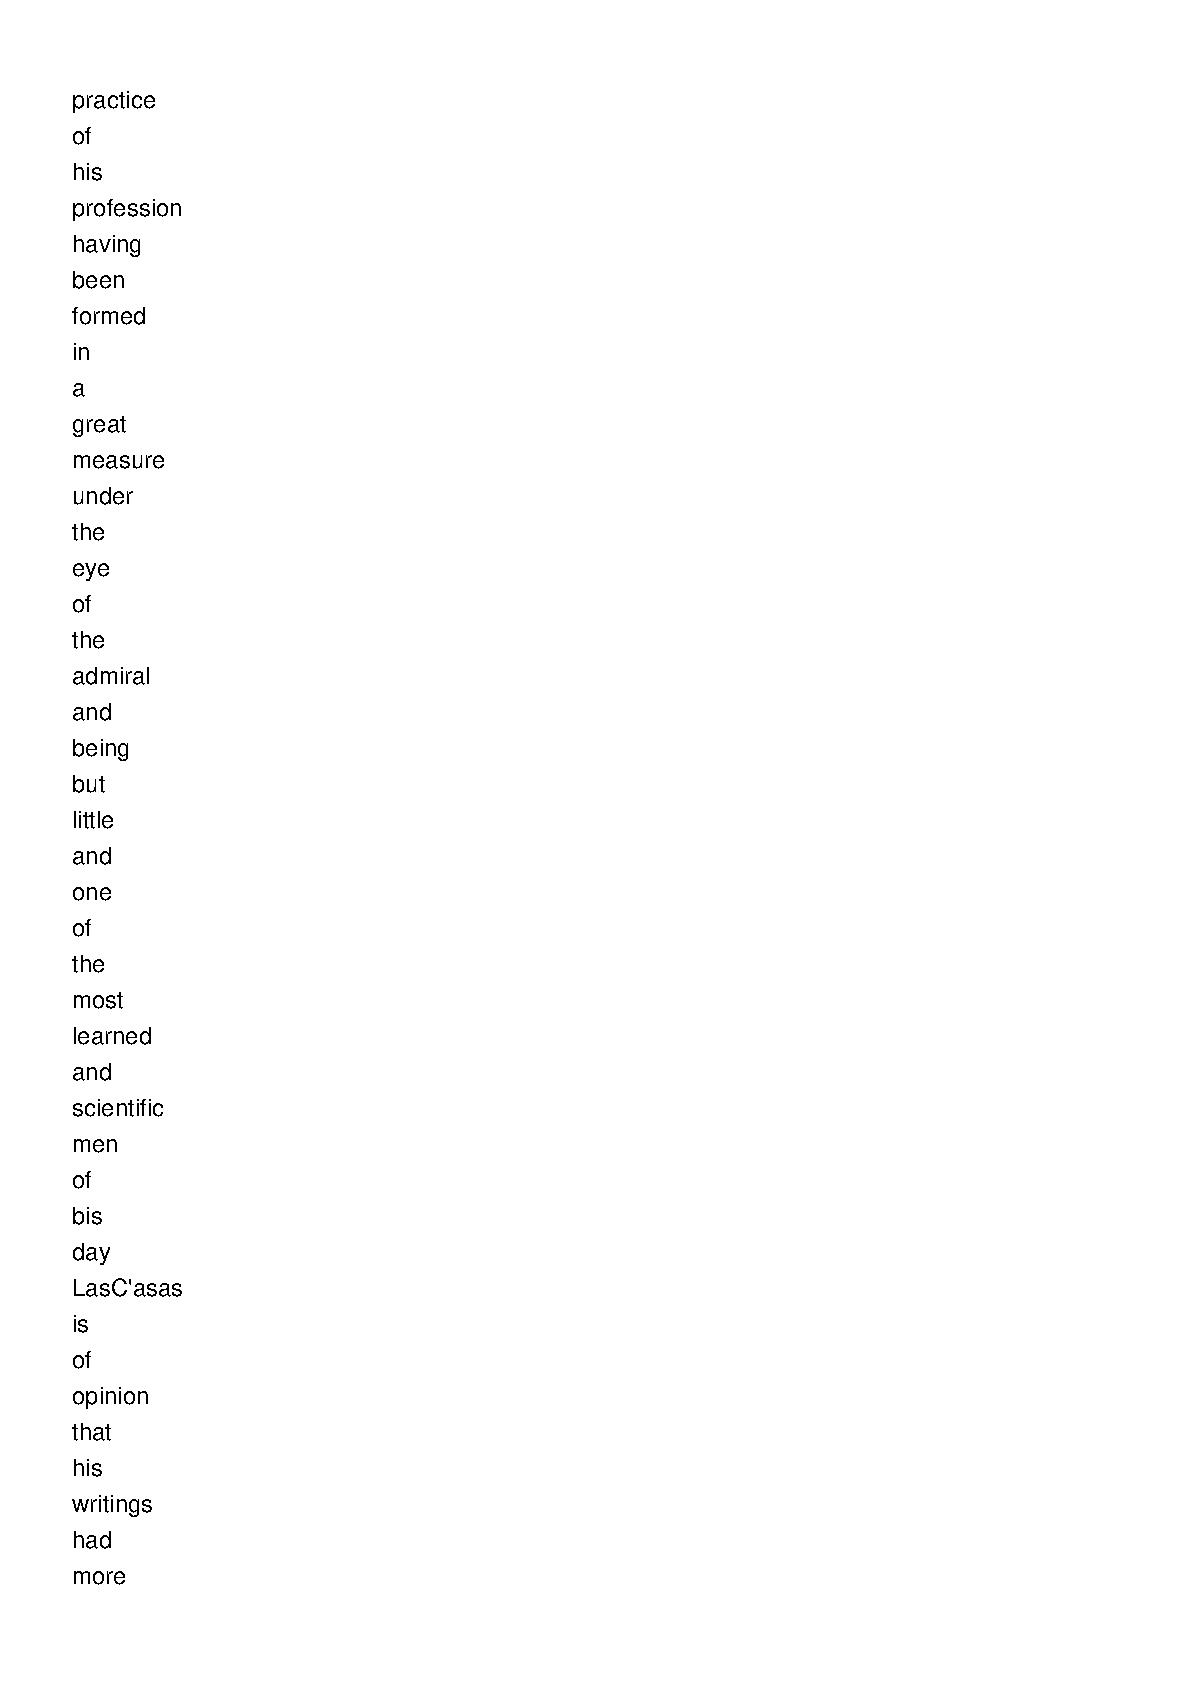 practice
of
his
profession
having
been
formed
in
a
great
measure
under
the
eye
of
the
admiral
and
being
but
little
and
one
of
the
most
learned
and
scientific
men
of
bis
day
LasC'asas
is
of
opinion
that
his
writings
had
more